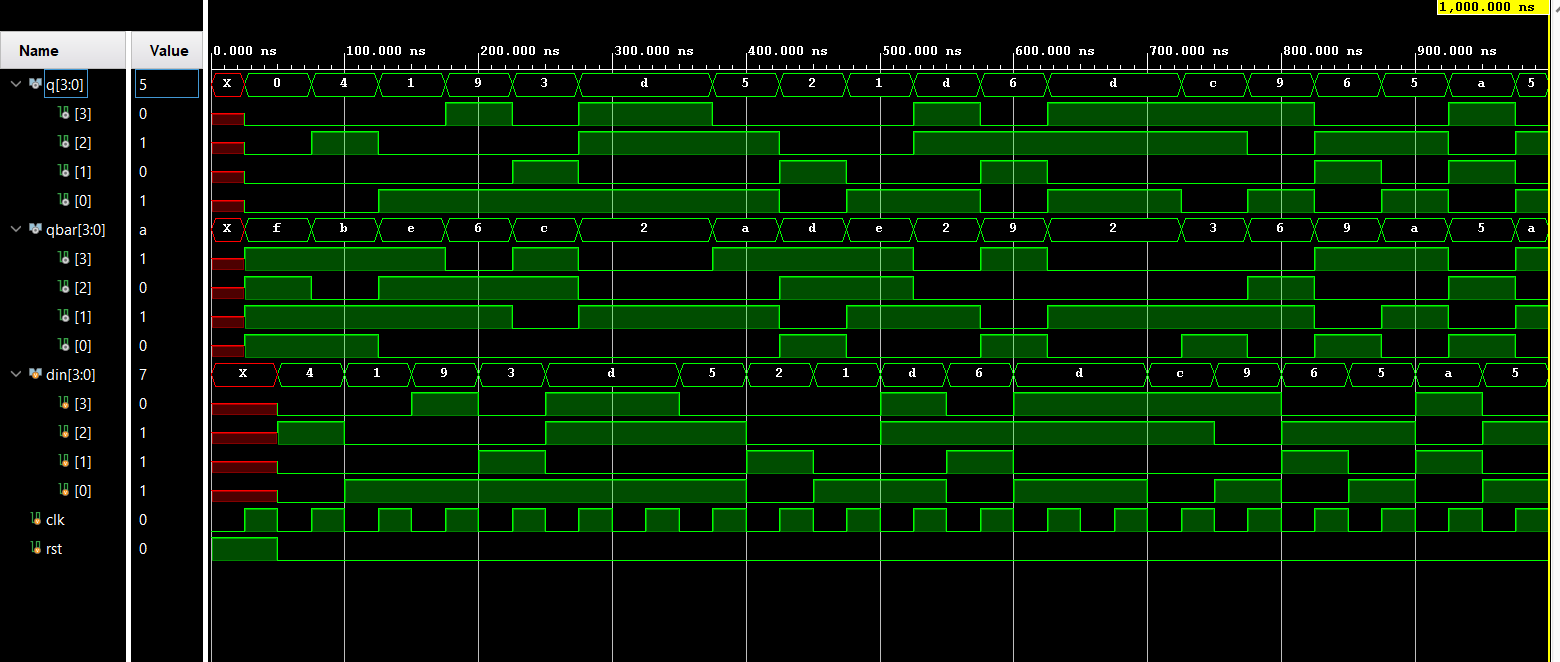 1,000.000 ns
Name Value 0.000 ns 100.000 ns 200.000 ns 300.000 ns 400.000 ns 500.000 ns 600.000 ns 700.000 ns 800.000 ns 900.000 ns
q[3:0] 5 X 0 4 1 9 3 d 5 2 1 d 6 d c 9 6 5 a 5
[3] 0
[2] 1
[1] 0
[0] 1
qbar[3:0] a X f b e 6 c 2 a d e 2 9 2 3 6 9 a 5 a
[3] 1
[2] 0
[1] 1
[0] 0
din[3:0] 7 X 4 1 9 3 d 5 2 1 d 6 d c 9 6 5 a 5
[3] 0
[2] 1
[1] 1
[0] 1
clk 0
rst 0